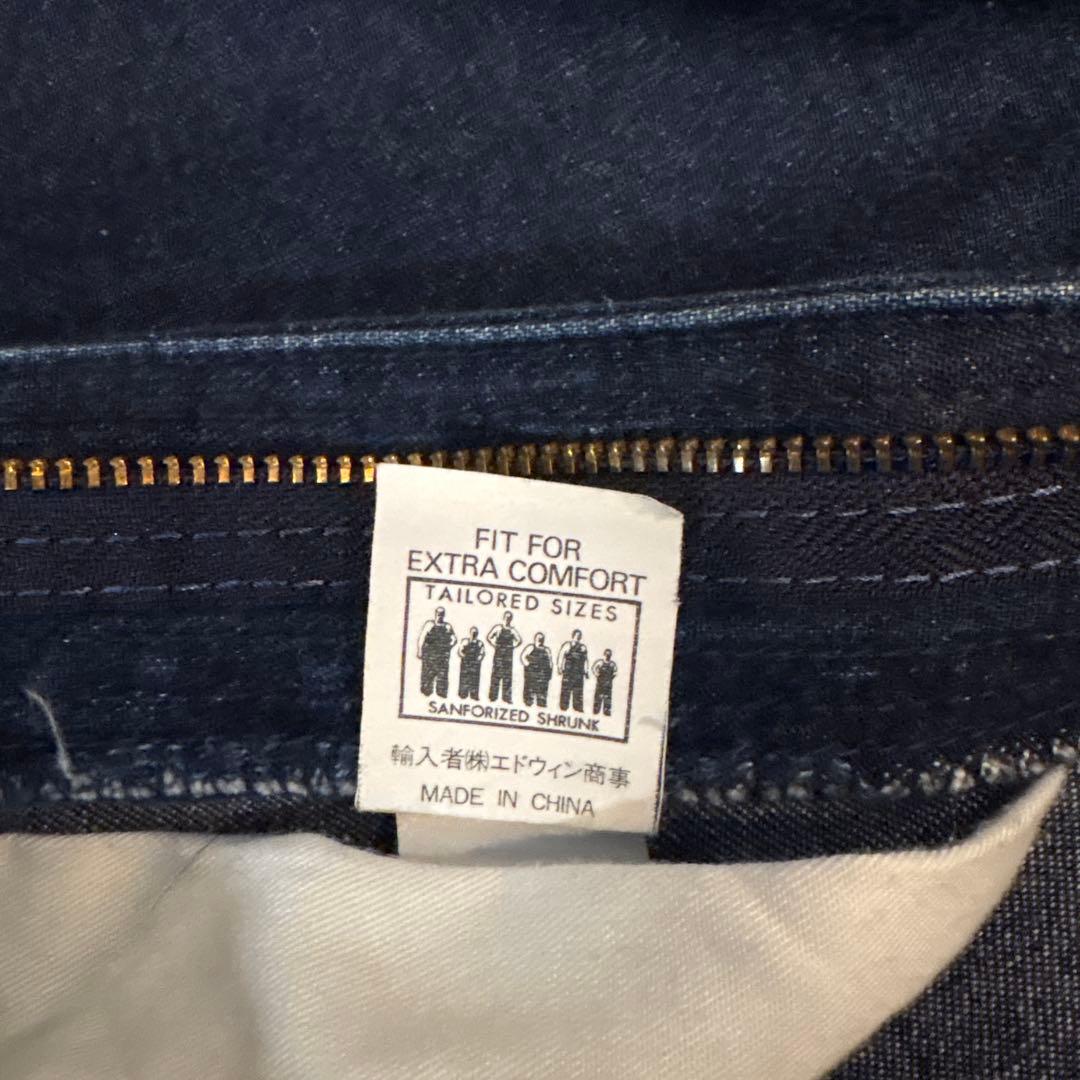 FIT FOR
EXTRA COMFORT
TAILORED SIZES
SANFORIZED SHRUNK
輸入者㈱エドウィン商事
MADE IN CHINA